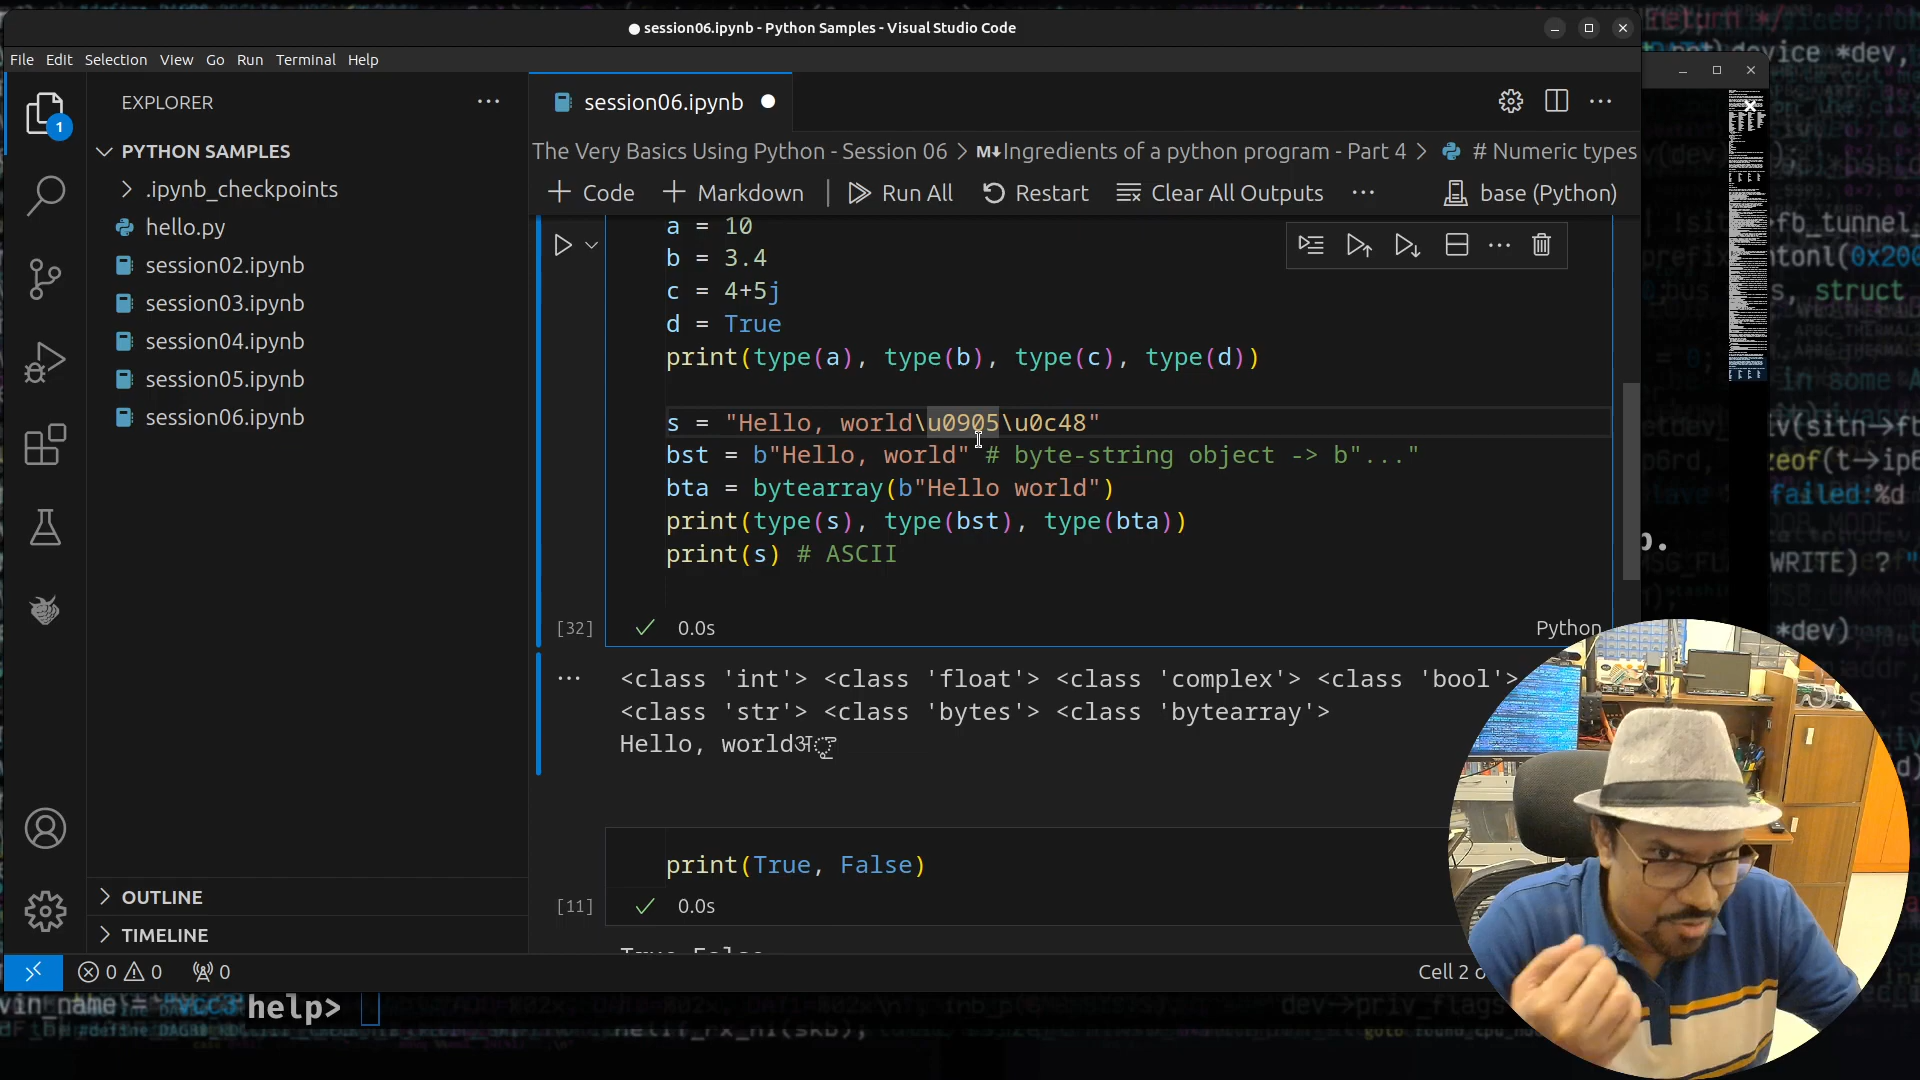 session06.ipynb - Python Samples - Visual Studio Code
File Edit Selection View Go Run Terminal Help
EXPLORER
1
PYTHON SAMPLES
.ipynb_checkpoints
hello.py
session02.ipynb
session03.ipynb
session04.ipynb
session05.ipynb
session06.ipynb
OUTLINE
TIMELINE
session06.ipynb
The Very Basics Using Python - Session 06 > M↓Ingredients of a python program - Part 4 > # Numeric types
+ Code + Markdown | Run All Restart Clear All Outputs ··· base (Python)
a = 10
b = 3.4
c = 4+5j
d = True
print(type(a), type(b), type(c), type(d))
s = "Hello, world\u0905\u0c48"
bst = b"Hello, world" # byte-string object -> b"..."
bta = bytearray(b"Hello world")
print(type(s), type(bst), type(bta))
print(s) # ASCII
[32] 0.0s Python
<class 'int'> <class 'float'> <class 'complex'> <class 'bool'>
<class 'str'> <class 'bytes'> <class 'bytearray'>
Hello, worldअై
print(True, False)
[11] 0.0s
True False
0 0 0
Cell 2 o
help>